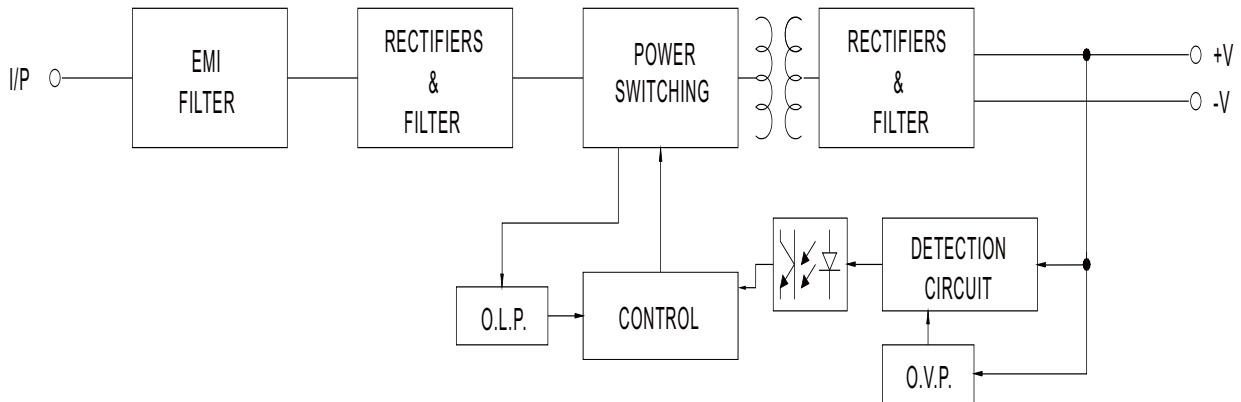 I/P
EMI
FILTER
RECTIFIERS
&
FILTER
POWER
SWITCHING
RECTIFIERS
&
FILTER
+V
-V
O.L.P.
CONTROL
DETECTION
CIRCUIT
O.V.P.